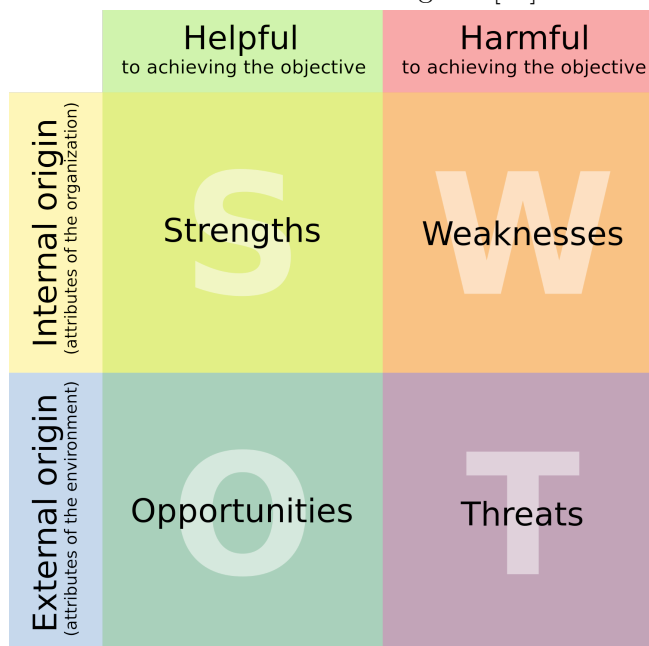 Helpful
to achieving the objective
Harmful
to achieving the objective
Internal origin
(attributes of the organization)
S
Strengths
W
Weaknesses
External origin
(attributes of the environment)
O
Opportunities
T
Threats